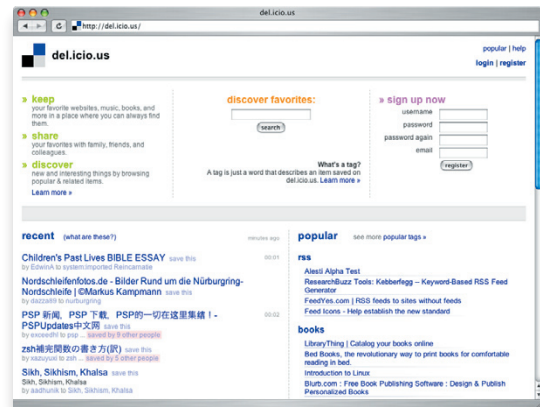 del.icio.us
http://del.icio.us/
del.icio.us
popular | help
login | register
» keep
your favorite websites, music, books, and
more in a place where you can always find
them.
» share
your favorites with family, friends, and
colleagues.
» discover
new and interesting things by browsing
popular & related items.
Learn more »
discover favorites:
search
What's a tag?
A tag is just a word that describes an item saved on
del.icio.us. Learn more »
» sign up now
username
password
password again
email
register
recent (what are these?)
minutes ago
Children's Past Lives BIBLE ESSAY save this
00:01
by EdwinA to system:imported Reincarnatie
Nordschleifenfotos.de - Bilder Rund um die Nürburgring-
Nordschleife | ©Markus Kampmann save this
by dazza99 to nurburgring
PSP 新闻, PSP 下载, PSP的一切在这里集绪! -
00:02
PSPUpdates中文网 save this
by exceedhl to psp ... saved by 9 other people
zsh補完関数の書き方(訳) save this
by xazuyuxi to zsh ... saved by 5 other people
Sikh, Sikhism, Khalsa save this
Sikh, Sikhism, Khalsa
by aadhunik to Sikh, Sikhism, Khalsa
popular
see more popular tags »
rss
Alesti Alpha Test
ResearchBuzz Tools: Kebberfegg -- Keyword-Based RSS Feed
Generator
FeedYes.com | RSS feeds to sites without feeds
Feed Icons - Help establish the new standard
books
LibraryThing | Catalog your books online
Bed Books, the revolutionary way to print books for comfortable
reading in bed.
Introduction to Linux
Blurb.com : Free Book Publishing Software : Design & Publish
Personalized Books